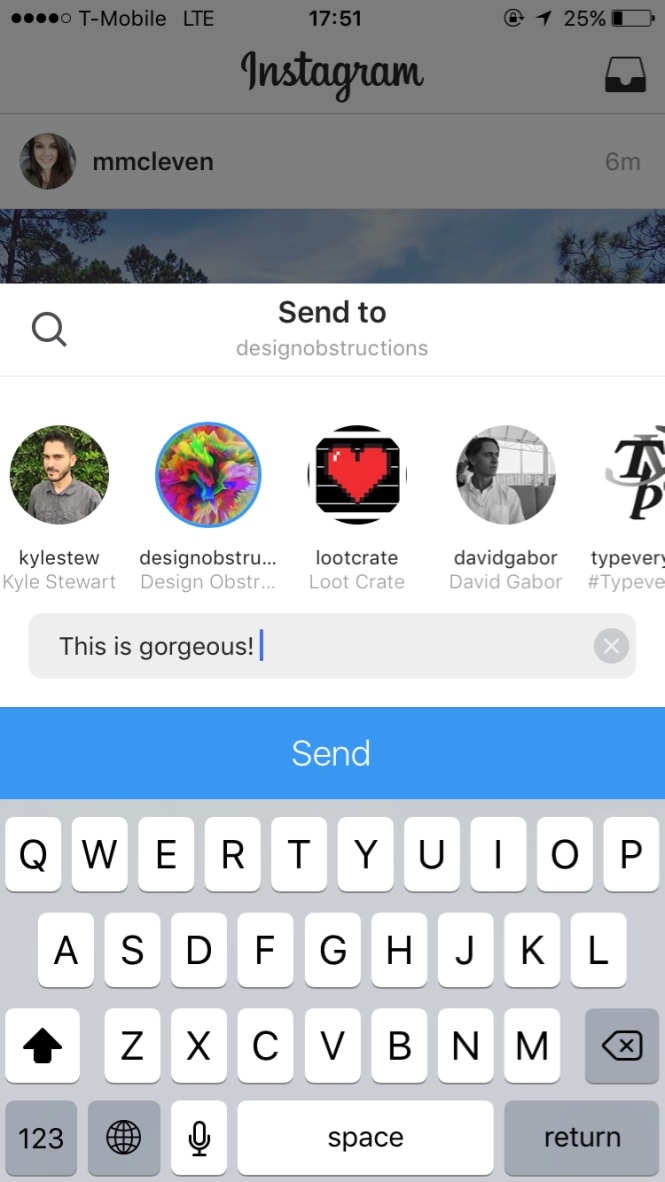 T-Mobile LTE 17:51 25%
Instagram
mmcleven 6m
Send to
designobstructions
kylestew designobstru... lootcrate davidgabor typevery
Kyle Stewart Design Obstr... Loot Crate David Gabor #Typeve
This is gorgeous!
Send
Q W E R T Y U I O P
A S D F G H J K L
Z X C V B N M
123 space return